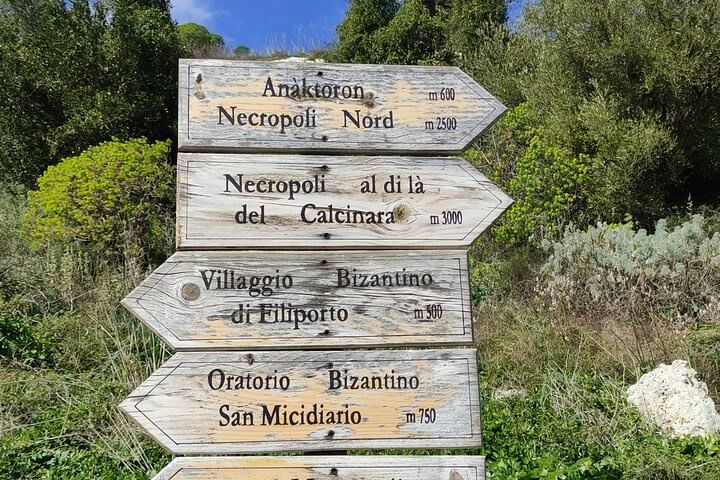 Anàktoron m 600
Necropoli Nord m 2500
Necropoli al di là
del Calcinara m 3000
Villaggio Bizantino
di Filiporto m 500
Oratorio Bizantino
San Micidiario m 750